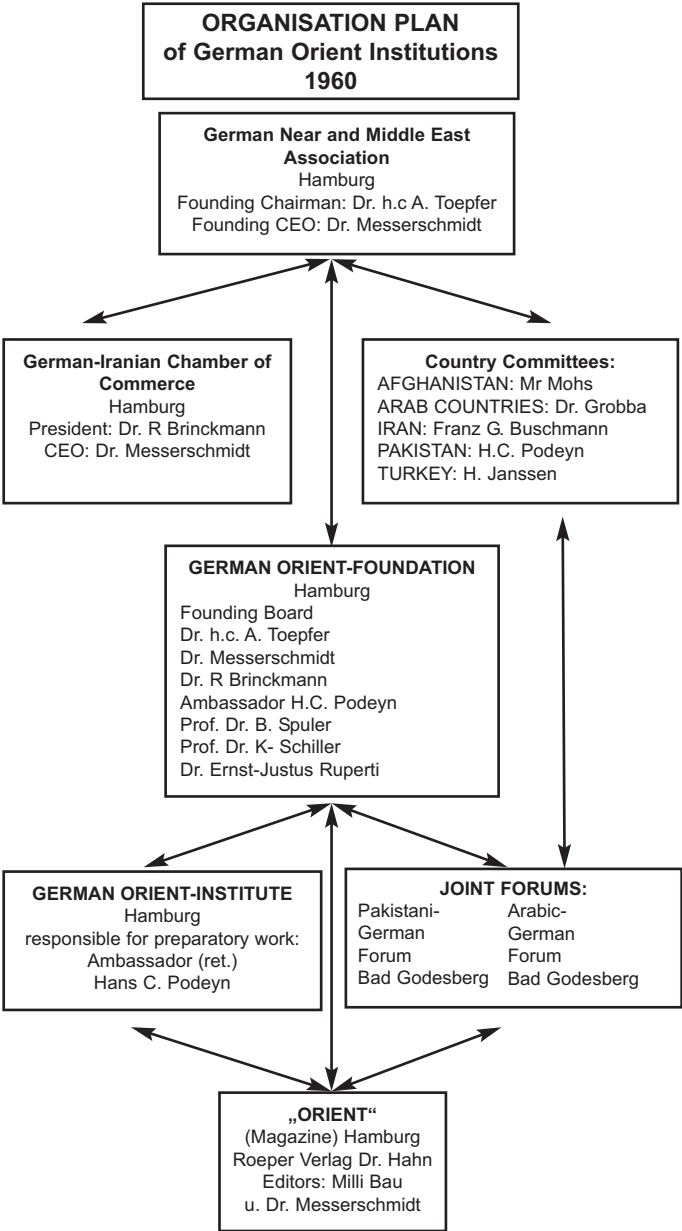 ORGANISATION PLAN
of German Orient Institutions
1960
German Near and Middle East
Association
Hamburg
Founding Chairman: Dr. h.c A. Toepfer
Founding CEO: Dr. Messerschmidt
German-Iranian Chamber of
Commerce
Hamburg
President: Dr. R Brinckmann
CEO: Dr. Messerschmidt
Country Committees:
AFGHANISTAN: Mr Mohs
ARAB COUNTRIES: Dr. Grobba
IRAN: Franz G. Buschmann
PAKISTAN: H.C. Podeyn
TURKEY: H. Janssen
GERMAN ORIENT-FOUNDATION
Hamburg
Founding Board
Dr. h.c. A. Toepfer
Dr. Messerschmidt
Dr. R Brinckmann
Ambassador H.C. Podeyn
Prof. Dr. B. Spuler
Prof. Dr. K- Schiller
Dr. Ernst-Justus Ruperti
GERMAN ORIENT-INSTITUTE
Hamburg
responsible for preparatory work:
Ambassador (ret.)
Hans C. Podeyn
JOINT FORUMS:
Pakistani-
German
Forum
Bad Godesberg
Arabic-
German
Forum
Bad Godesberg
„ORIENT“
(Magazine) Hamburg
Roeper Verlag Dr. Hahn
Editors: Milli Bau
u. Dr. Messerschmidt